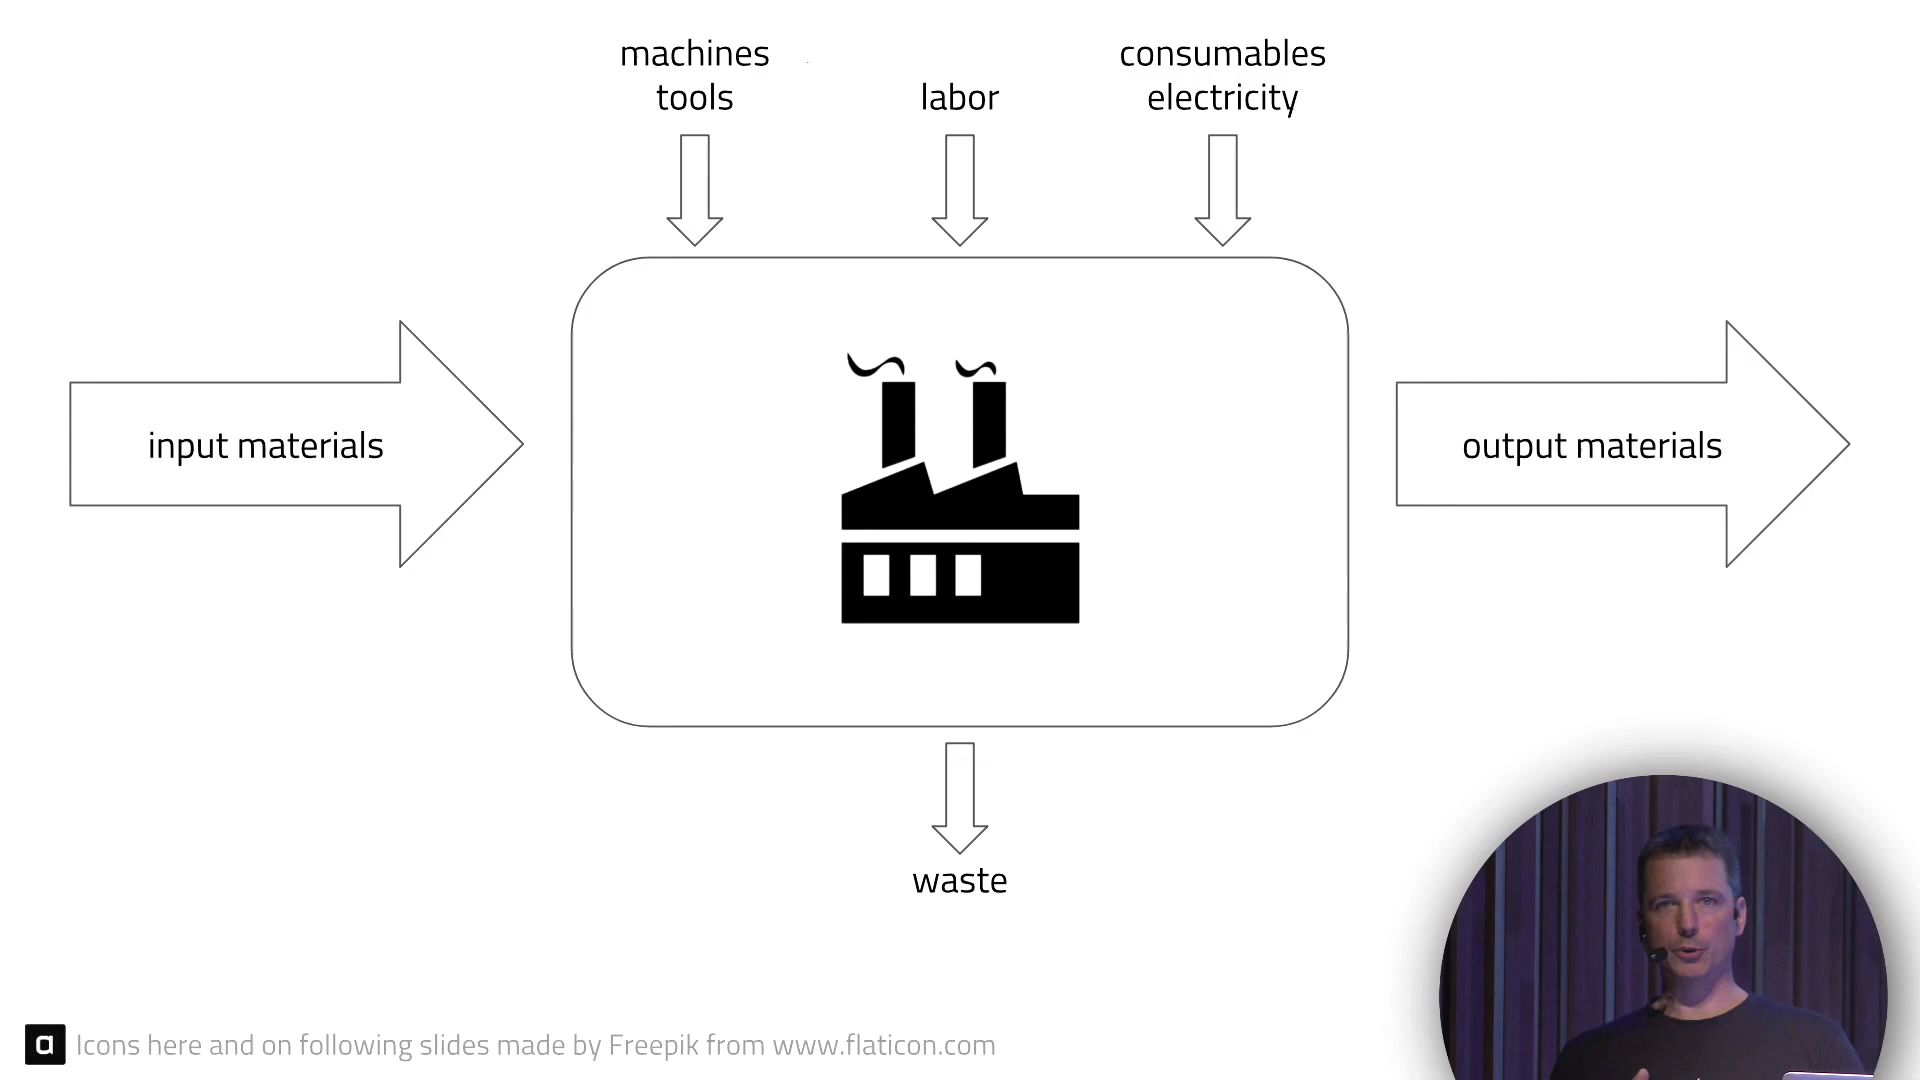 machines
tools
labor
consumables
electricity
input materials
output materials
waste
a Icons here and on following slides made by Freepik from www.flaticon.com